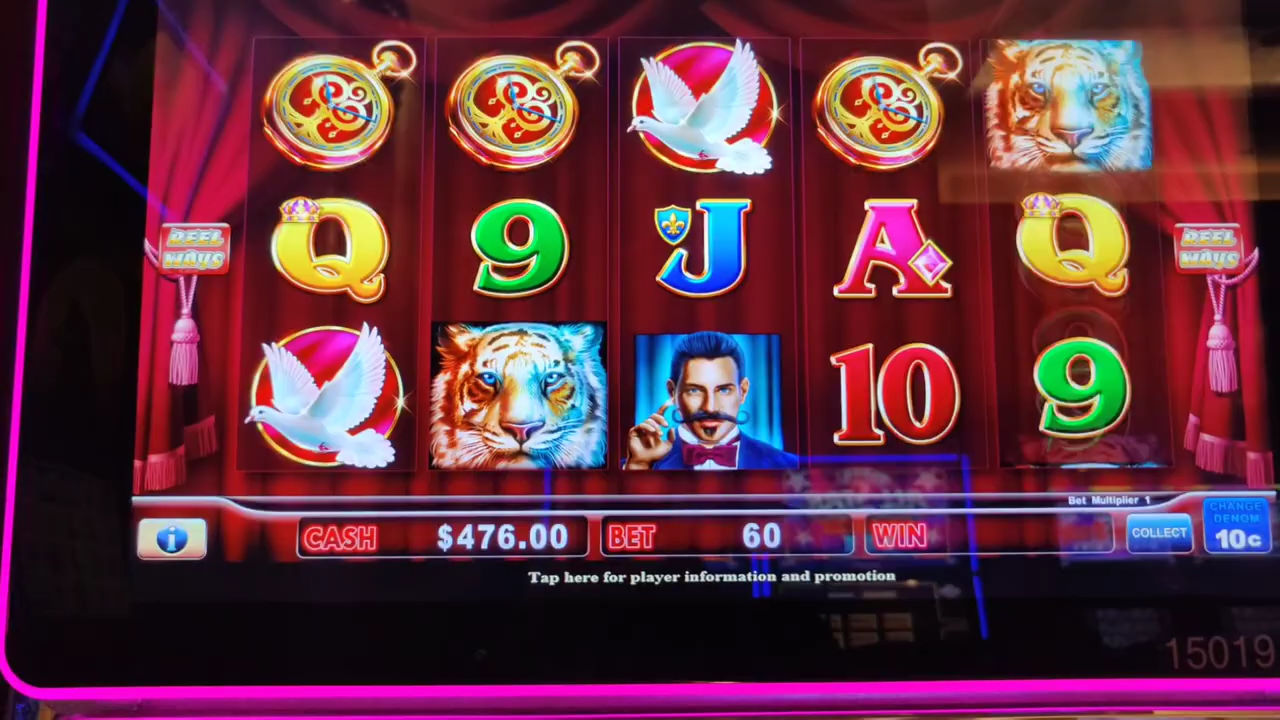 Q 9 J A Q
REEL WAYS
REEL WAYS
10 9
Bet Multiplier 1
i CASH $476.00 BET 60 WIN COLLECT
CHANGE
DENOM
10¢
Tap here for player information and promotion
15019